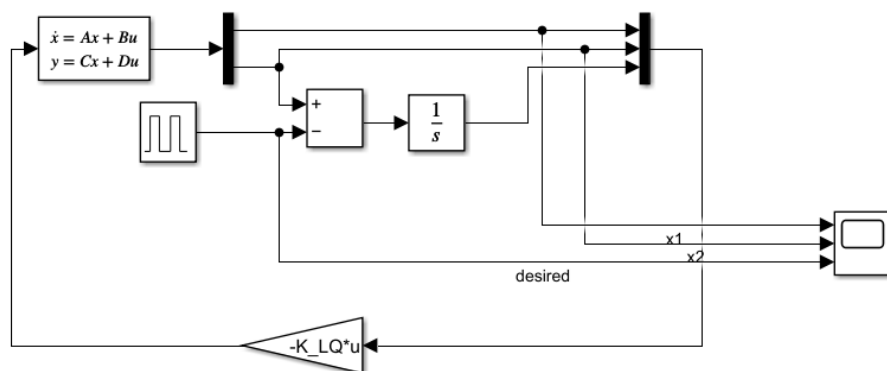 ẋ = Ax + Bu
y = Cx + Du
+
−
1
s
x1
x2
desired
-K_LQ*u